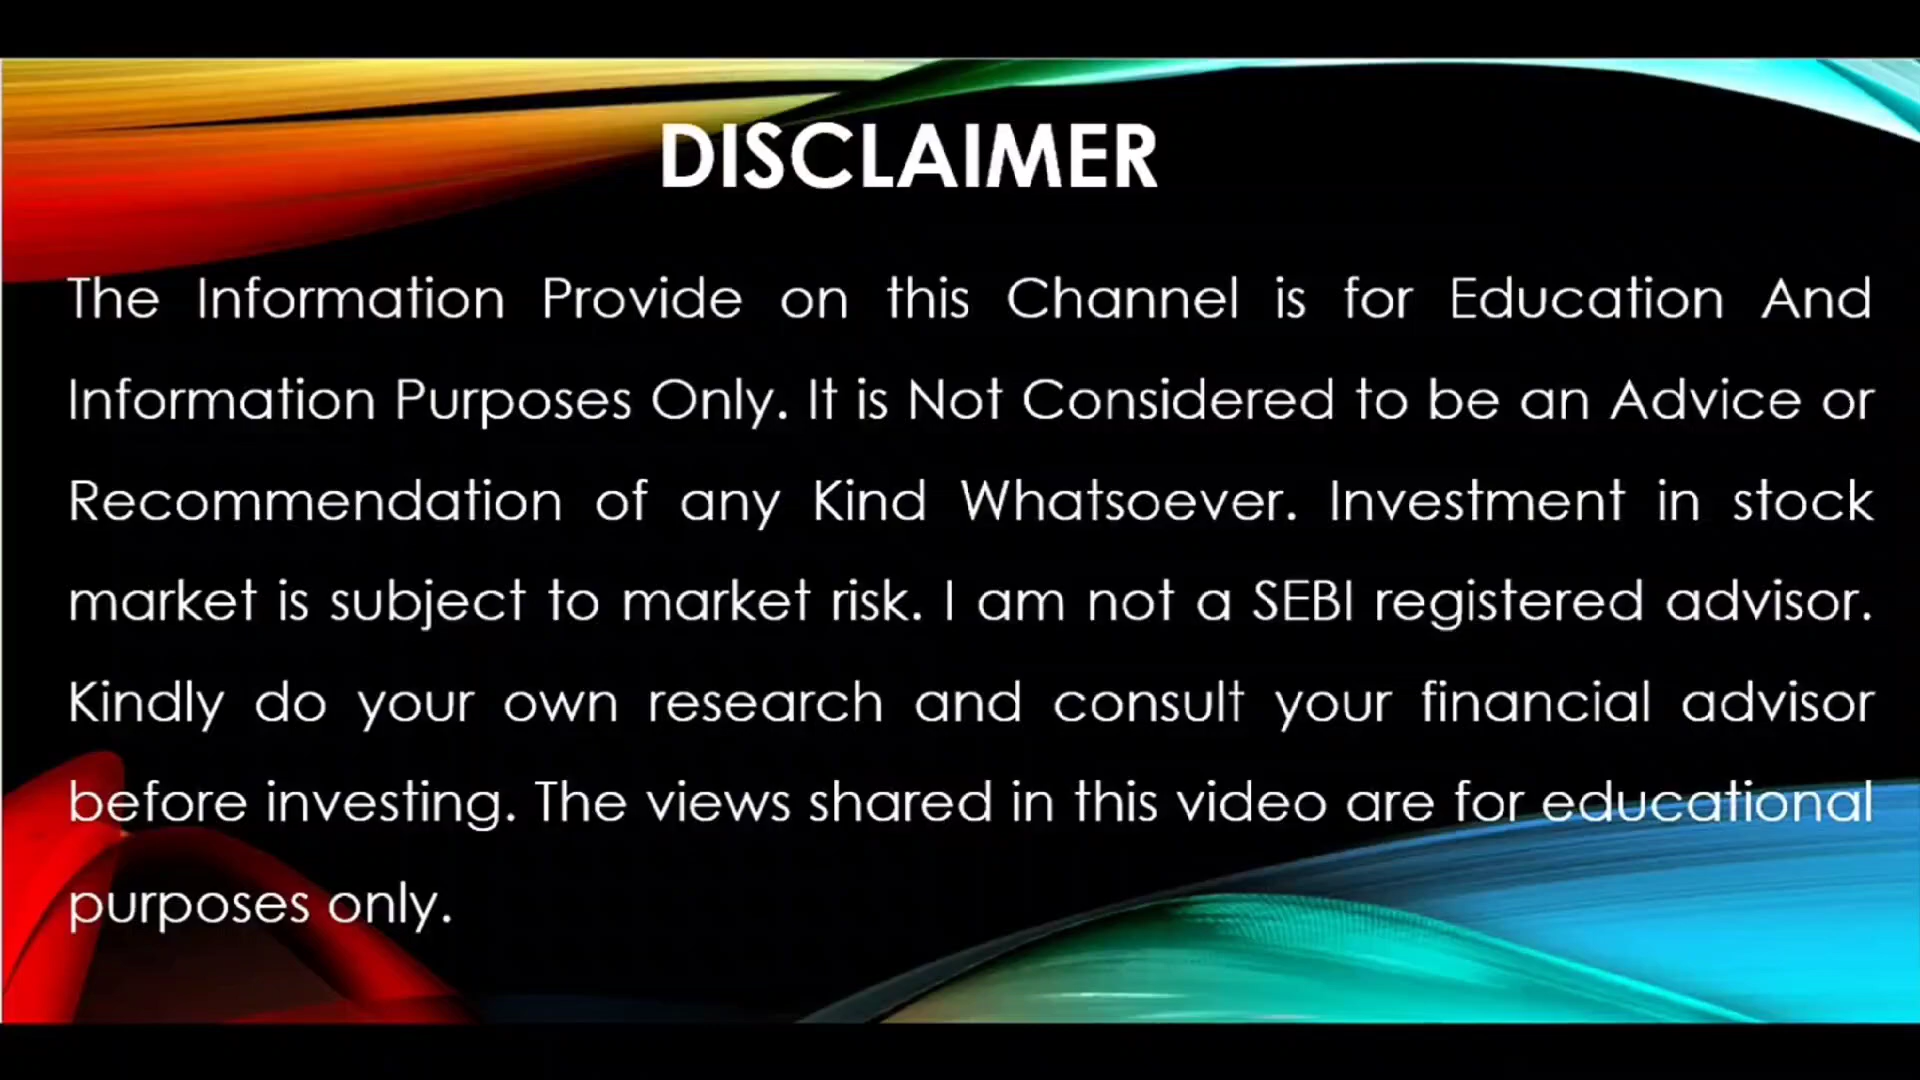 DISCLAIMER
The Information Provide on this Channel is for Education And
Information Purposes Only. It is Not Considered to be an Advice or
Recommendation of any Kind Whatsoever. Investment in stock
market is subject to market risk. I am not a SEBI registered advisor.
Kindly do your own research and consult your financial advisor
before investing. The views shared in this video are for educational
purposes only.